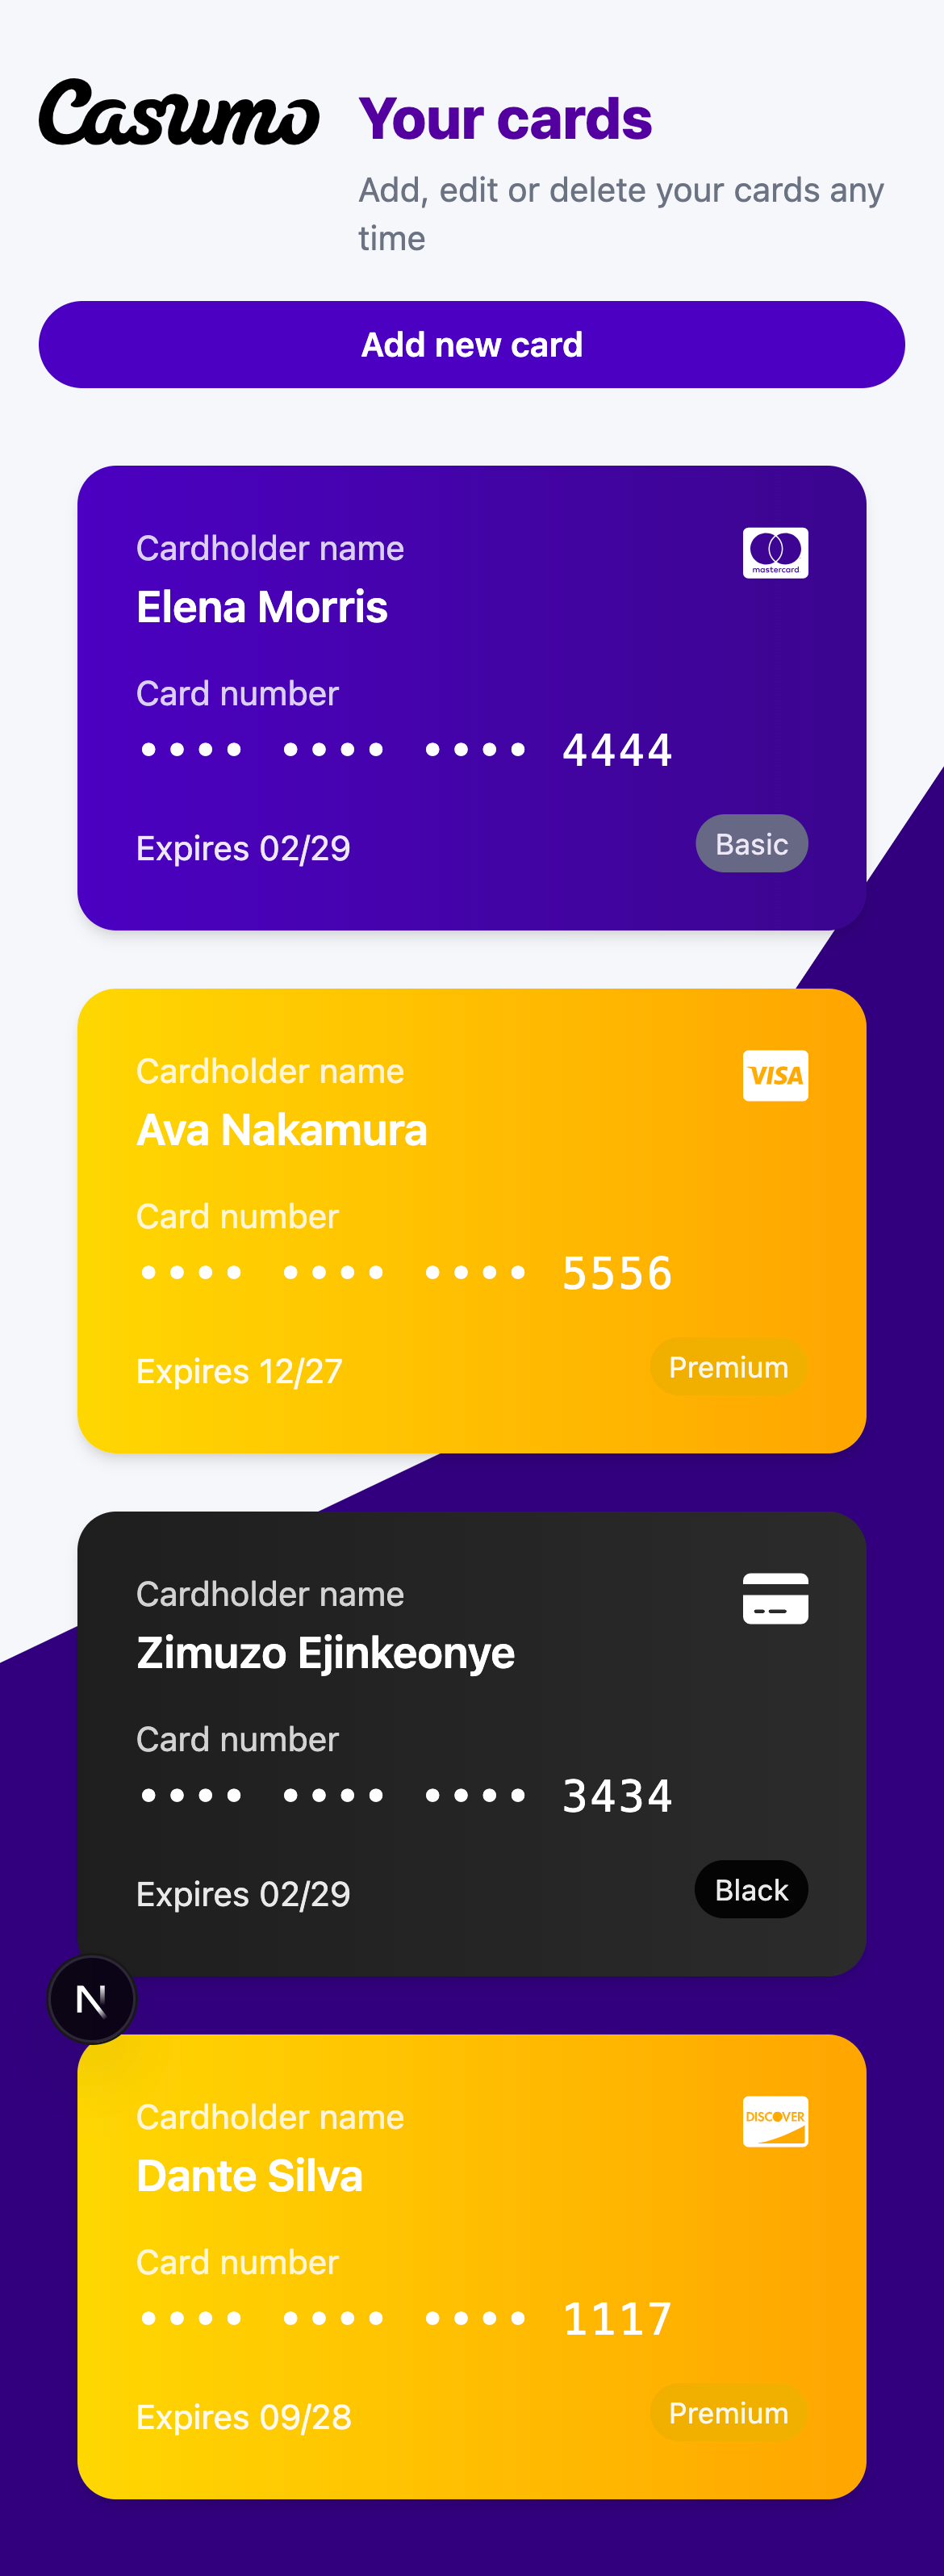 Casumo
Your cards
Add, edit or delete your cards any
time
Add new card
Cardholder name
mastercard
Elena Morris
Card number
•••• •••• •••• 4444
Expires 02/29
Basic
Cardholder name
VISA
Ava Nakamura
Card number
•••• •••• •••• 5556
Expires 12/27
Premium
Cardholder name
Zimuzo Ejinkeonye
Card number
•••• •••• •••• 3434
Expires 02/29
Black
N
Cardholder name
DISCOVER
Dante Silva
Card number
•••• •••• •••• 1117
Expires 09/28
Premium